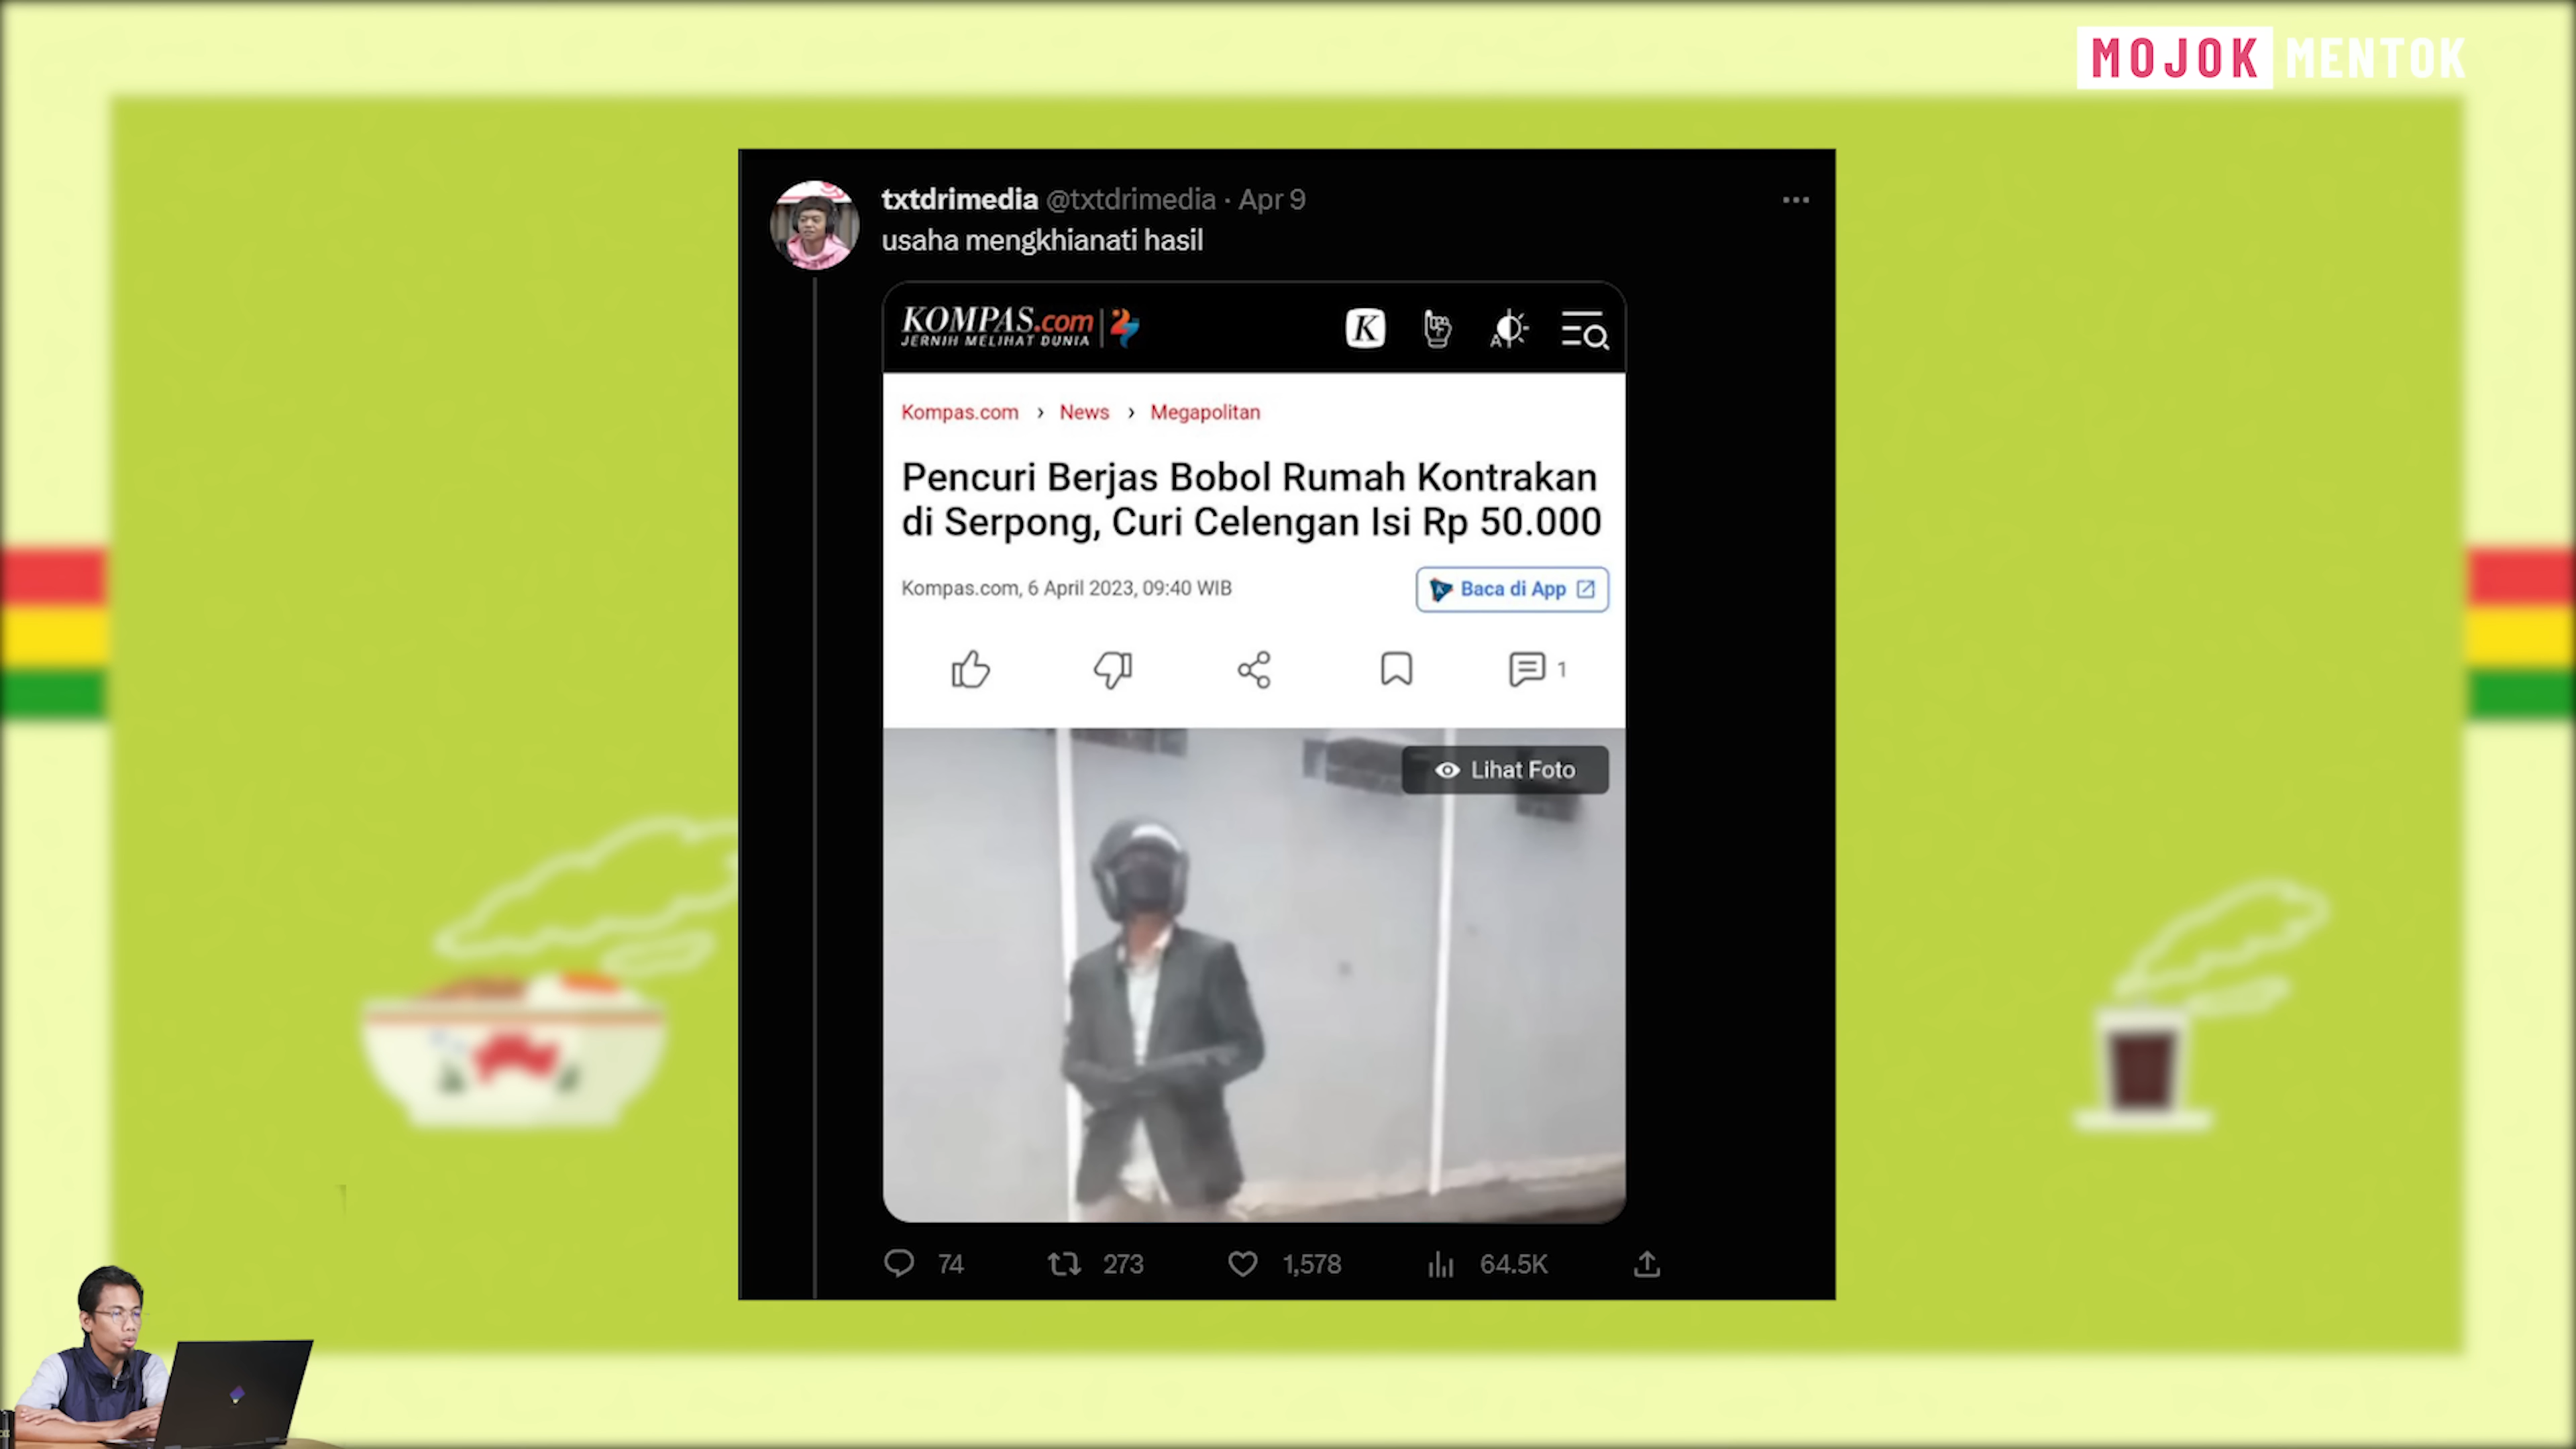 MOJOK MENTOK
txtdrimedia @txtdrimedia · Apr 9
usaha mengkhianati hasil
KOMPAS.com
JERNIH MELIHAT DUNIA
K
A
Kompas.com › News › Megapolitan
Pencuri Berjas Bobol Rumah Kontrakan
di Serpong, Curi Celengan Isi Rp 50.000
Kompas.com, 6 April 2023, 09:40 WIB
Baca di App
1
Lihat Foto
74 273 1,578 64.5K